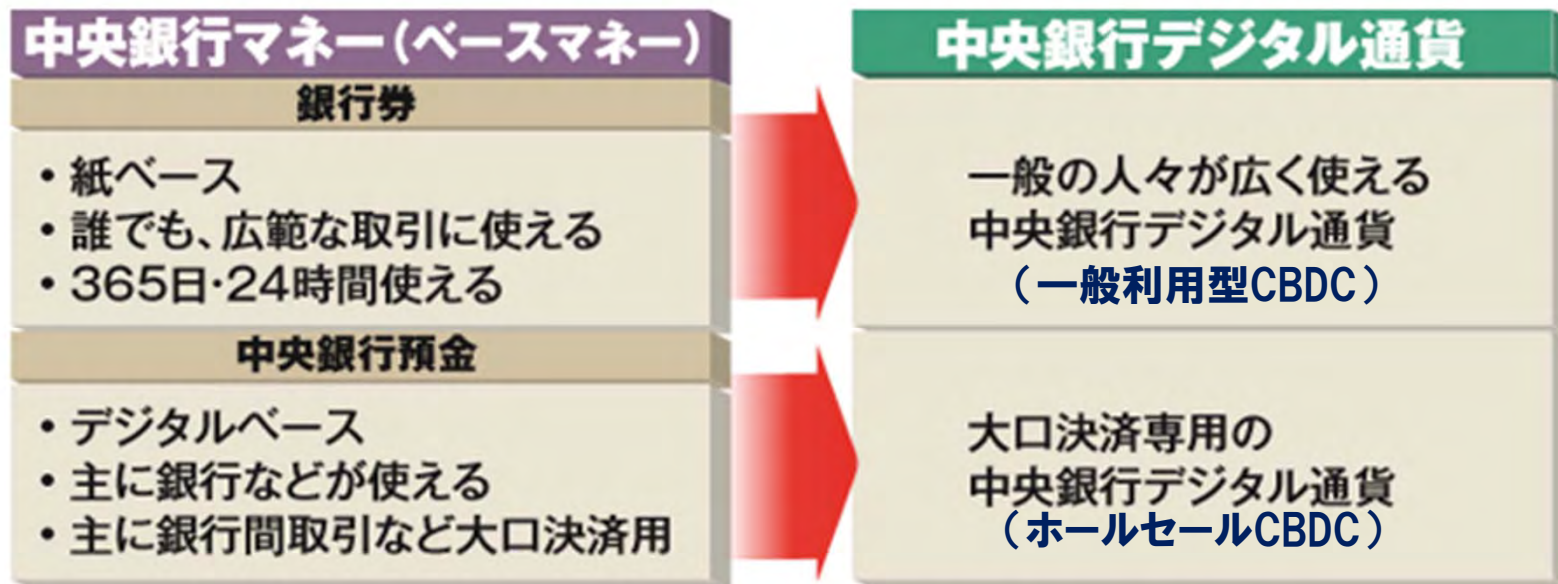 中央銀行マネー(ベースマネー)
銀行券
・紙ベース
・誰でも、広範な取引に使える
・365日・24時間使える
中央銀行預金
・デジタルベース
・主に銀行などが使える
・主に銀行間取引など大口決済用
中央銀行デジタル通貨
一般の人々が広く使える
中央銀行デジタル通貨
（一般利用型CBDC）
大口決済専用の
中央銀行デジタル通貨
（ホールセールCBDC）